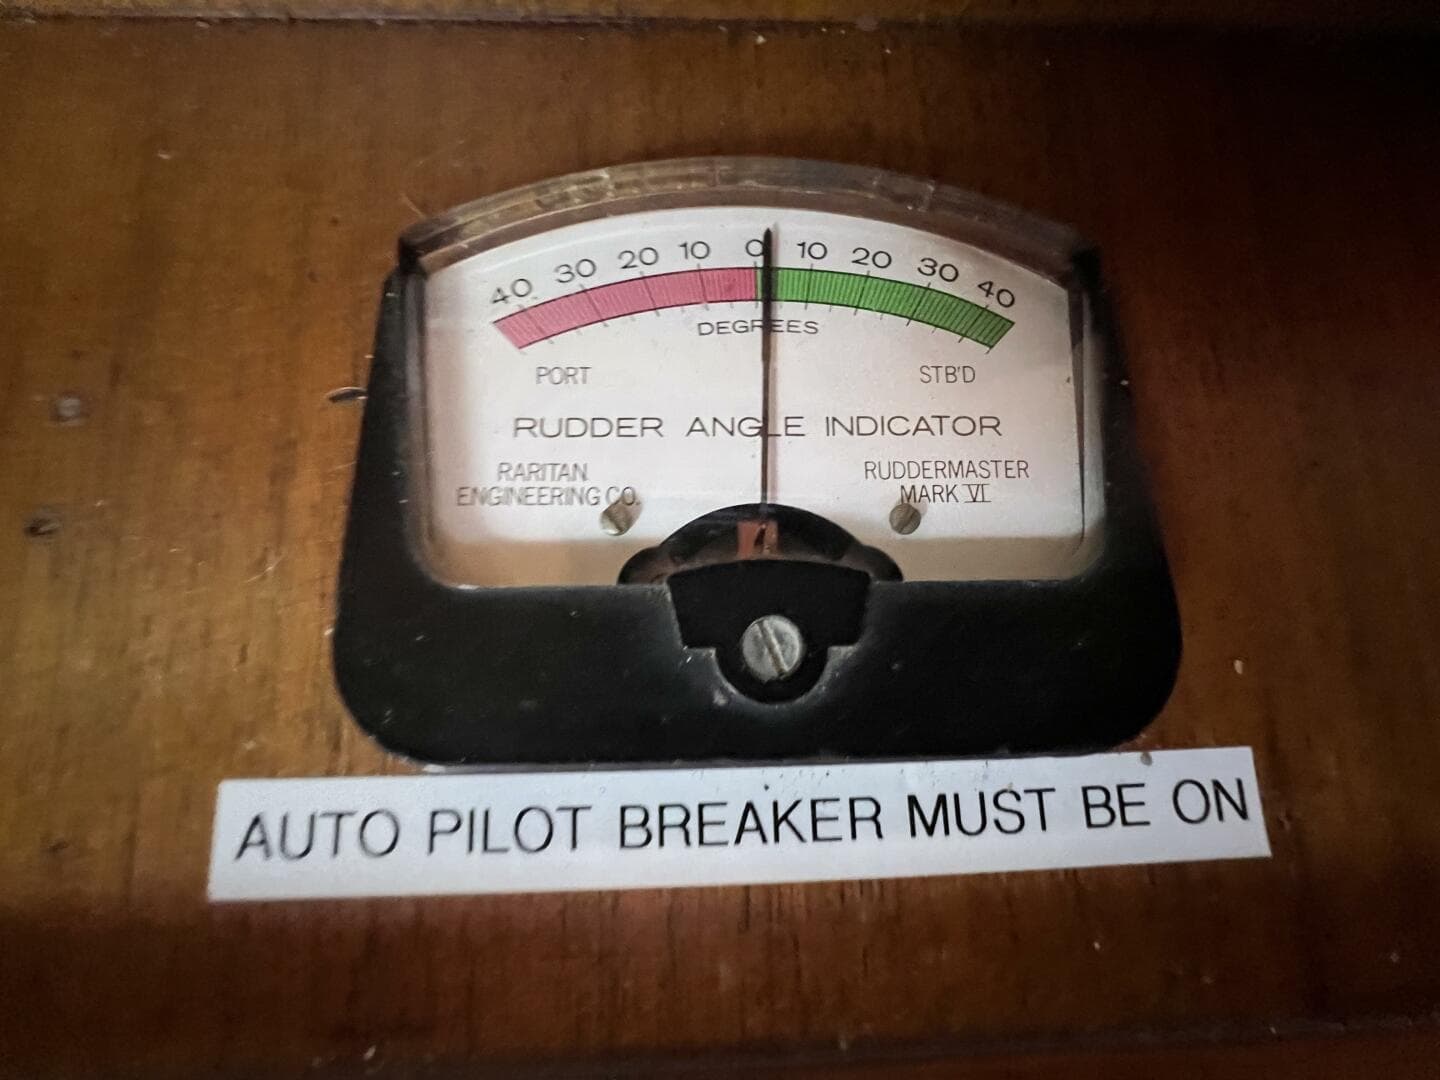 40 30 20 10 0 10 20 30 40
DEGREES
PORT STB'D
RUDDER ANGLE INDICATOR
RARITAN
ENGINEERING CO.
RUDDERMASTER
MARK VI
AUTO PILOT BREAKER MUST BE ON